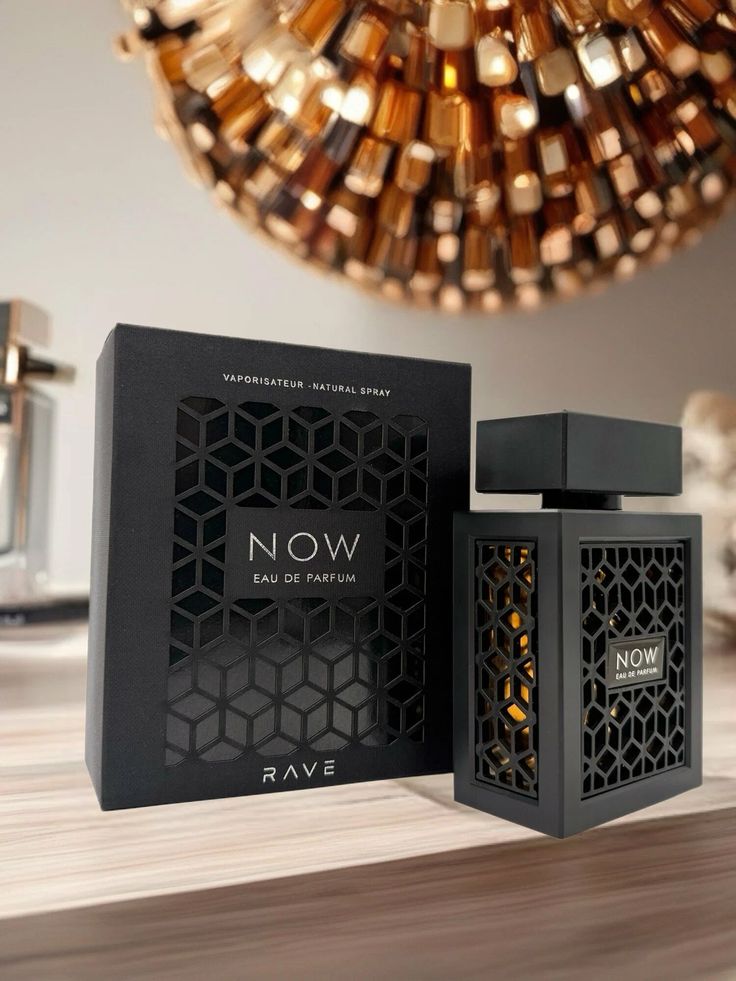 VAPORISATEUR - NATURAL SPRAY
NOW
EAU DE PARFUM
RAVE
NOW
EAU DE PARFUM